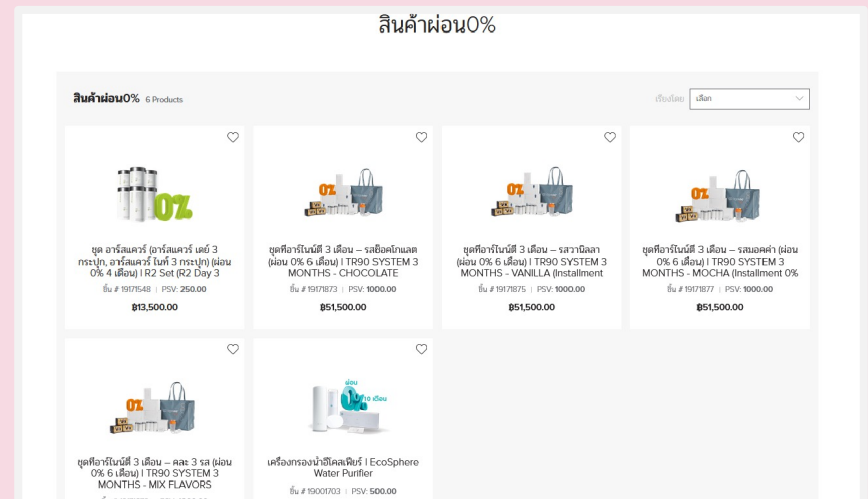 สินค้าผ่อน0%
สินค้าผ่อน0% 6 Products
เรียงโดย เลือก
0%
ชุด อาร์สแควร์ (อาร์สแควร์ เดย์ 3
กระปุก, อาร์สแควร์ ไนท์ 3 กระปุก) (ผ่อน
0% 4 เดือน) | R2 Set (R2 Day 3
ชิ้น # 19171548 | PSV: 250.00
฿13,500.00
0%
ชุดทีอาร์ไนน์ตี้ 3 เดือน – รสช็อคโกแลต
(ผ่อน 0% 6 เดือน) | TR90 SYSTEM 3
MONTHS - CHOCOLATE
ชิ้น # 19171873 | PSV: 1000.00
฿51,500.00
0%
ชุดทีอาร์ไนน์ตี้ 3 เดือน – รสวานิลลา
(ผ่อน 0% 6 เดือน) | TR90 SYSTEM 3
MONTHS - VANILLA (Installment
ชิ้น # 19171875 | PSV: 1000.00
฿51,500.00
0%
ชุดทีอาร์ไนน์ตี้ 3 เดือน – รสมอคค่า (ผ่อน
0% 6 เดือน) | TR90 SYSTEM 3
MONTHS - MOCHA (Installment 0%
ชิ้น # 19171877 | PSV: 1000.00
฿51,500.00
0%
ชุดทีอาร์ไนน์ตี้ 3 เดือน – คละ 3 รส (ผ่อน
0% 6 เดือน) | TR90 SYSTEM 3
MONTHS - MIX FLAVORS
ผ่อน
0% 10 เดือน
เครื่องกรองน้ำอีโคสเฟียร์ | EcoSphere
Water Purifier
ชิ้น # 19001703 | PSV: 500.00